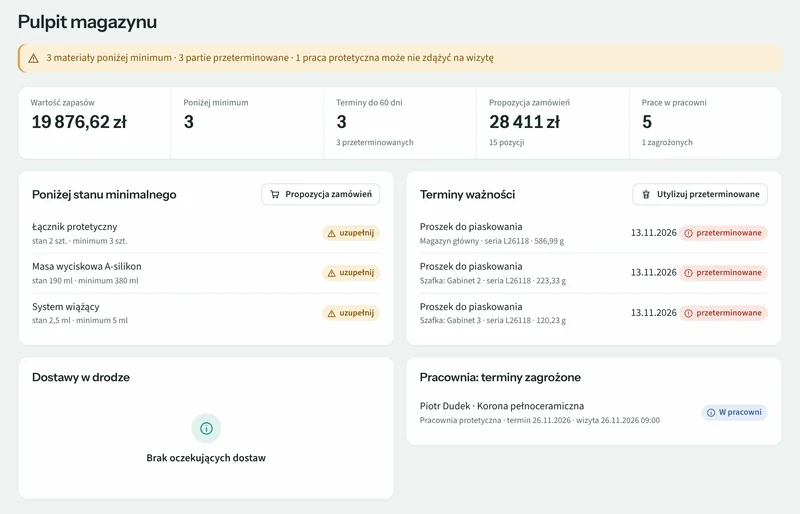 Pulpit magazynu
3 materiały poniżej minimum · 3 partie przeterminowane · 1 praca protetyczna może nie zdążyć na wizytę
Wartość zapasów
19 876,62 zł
Poniżej minimum
3
Terminy do 60 dni
3
3 przeterminowanych
Propozycja zamówień
28 411 zł
15 pozycji
Prace w pracowni
5
1 zagrożonych
Poniżej stanu minimalnego
Propozycja zamówień
Łącznik protetyczny
stan 2 szt. · minimum 3 szt.
uzupełnij
Masa wyciskowa A-silikon
stan 190 ml · minimum 380 ml
uzupełnij
System wiążący
stan 2,5 ml · minimum 5 ml
uzupełnij
Terminy ważności
Utylizuj przeterminowane
Proszek do piaskowania
Magazyn główny · seria L26118 · 586,99 g
13.11.2026 przeterminowane
Proszek do piaskowania
Szafka: Gabinet 2 · seria L26118 · 223,33 g
13.11.2026 przeterminowane
Proszek do piaskowania
Szafka: Gabinet 3 · seria L26118 · 120,23 g
13.11.2026 przeterminowane
Dostawy w drodze
Brak oczekujących dostaw
Pracownia: terminy zagrożone
Piotr Dudek · Korona pełnoceramiczna
Pracownia protetyczna · termin 26.11.2026 · wizyta 26.11.2026 09:00
W pracowni